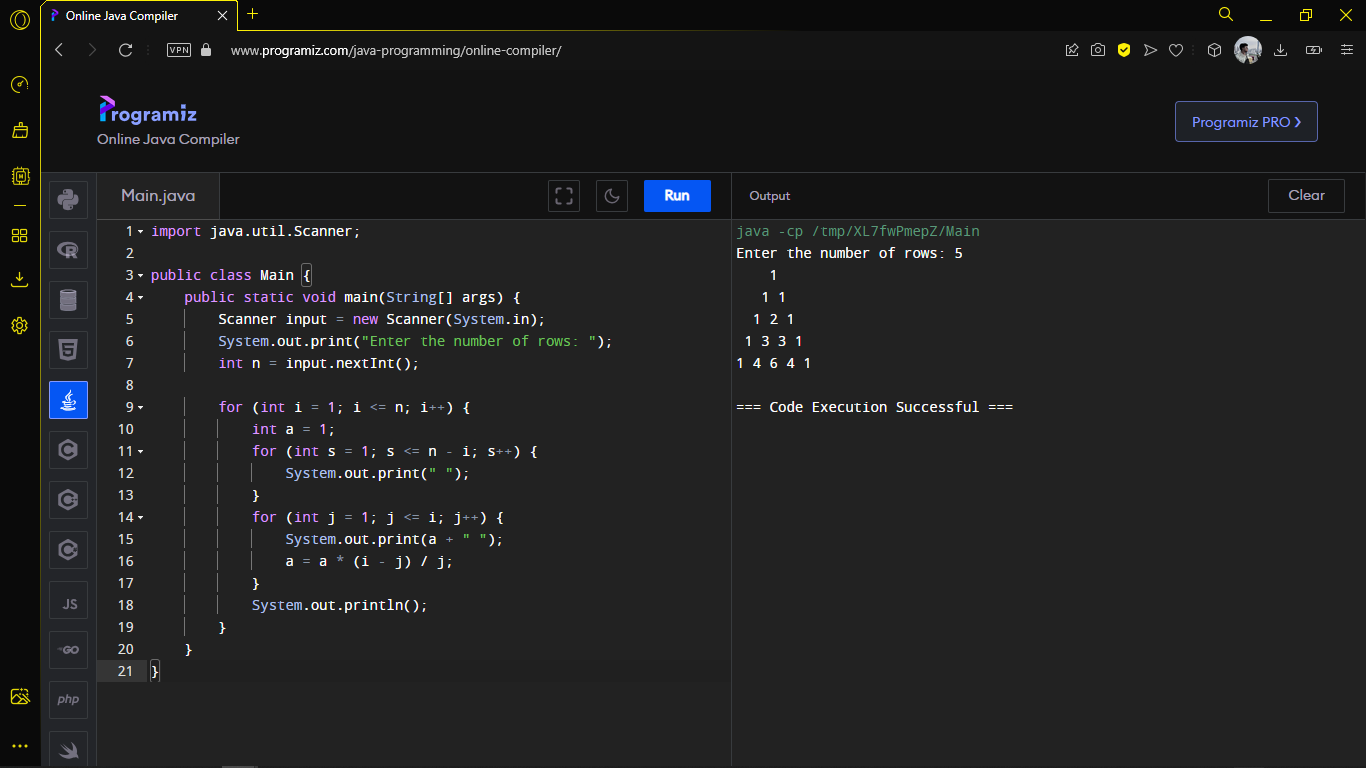 Online Java Compiler
VPN
www.programiz.com/java-programming/online-compiler/
Programiz
Online Java Compiler
Programiz PRO
Main.java
Run
Output
Clear
1 import java.util.Scanner;
2
3 public class Main {
4     public static void main(String[] args) {
5         Scanner input = new Scanner(System.in);
6         System.out.print("Enter the number of rows: ");
7         int n = input.nextInt();
8
9         for (int i = 1; i <= n; i++) {
10             int a = 1;
11             for (int s = 1; s <= n - i; s++) {
12                 System.out.print(" ");
13             }
14             for (int j = 1; j <= i; j++) {
15                 System.out.print(a + " ");
16                 a = a * (i - j) / j;
17             }
18             System.out.println();
19         }
20     }
21 }
java -cp /tmp/XL7fwPmepZ/Main
Enter the number of rows: 5
    1
   1 1
  1 2 1
 1 3 3 1
1 4 6 4 1
=== Code Execution Successful ===
R
5
C
C
C
JS
GO
php